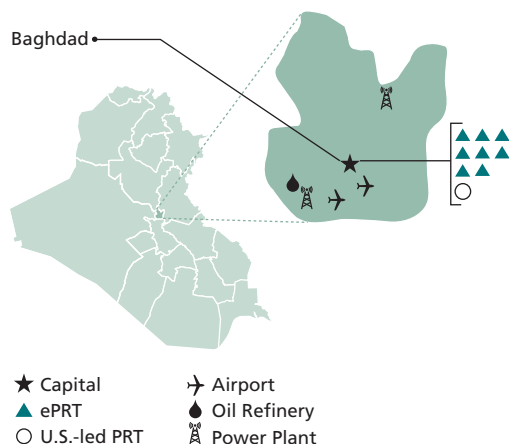 Baghdad
Capital
ePRT
U.S.-led PRT
Airport
Oil Refinery
Power Plant